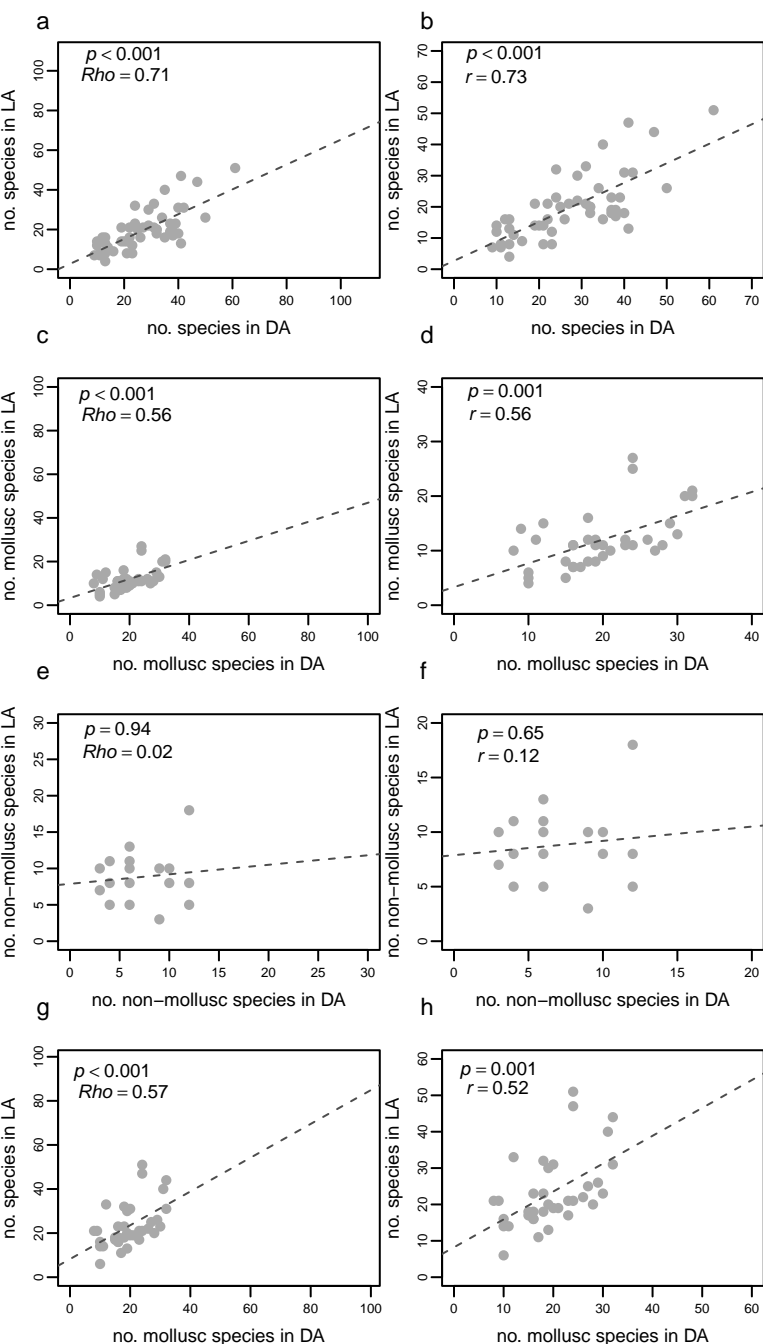 a
p < 0.001
Rho = 0.71
no. species in LA
0 20 40 60 80 100
0 20 40 60 80 100
no. species in DA
b
p < 0.001
r = 0.73
no. species in LA
0 10 20 30 40 50 60 70
0 10 20 30 40 50 60 70
no. species in DA
c
p < 0.001
Rho = 0.56
no. mollusc species in LA
0 20 40 60 80 100
0 20 40 60 80 100
no. mollusc species in DA
d
p = 0.001
r = 0.56
no. mollusc species in LA
0 10 20 30 40
0 10 20 30 40
no. mollusc species in DA
e
p = 0.94
Rho = 0.02
no. non−mollusc species in LA
0 5 10 15 20 25 30
0 5 10 15 20 25 30
no. non−mollusc species in DA
f
p = 0.65
r = 0.12
no. non−mollusc species in LA
0 5 10 15 20
0 5 10 15 20
no. non−mollusc species in DA
g
p < 0.001
Rho = 0.57
no. species in LA
0 20 40 60 80 100
0 20 40 60 80 100
no. mollusc species in DA
h
p = 0.001
r = 0.52
no. species in LA
0 10 20 30 40 50 60
0 10 20 30 40 50 60
no. mollusc species in DA